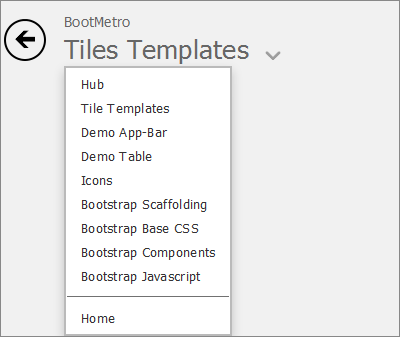 BootMetro
Tiles Templates
Hub
Tile Templates
Demo App-Bar
Demo Table
Icons
Bootstrap Scaffolding
Bootstrap Base CSS
Bootstrap Components
Bootstrap Javascript
Home